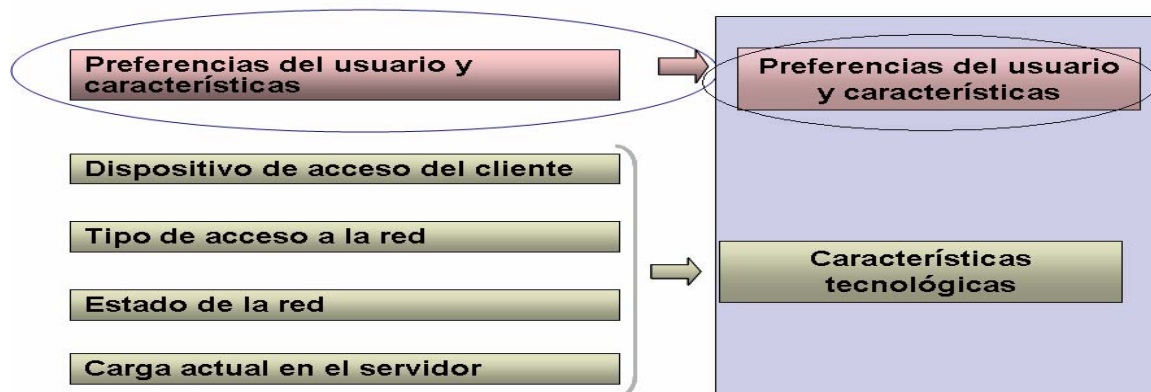 Preferencias del usuario y
características
Preferencias del usuario
y características
Dispositivo de acceso del cliente
Tipo de acceso a la red
Estado de la red
Carga actual en el servidor
Características
tecnológicas